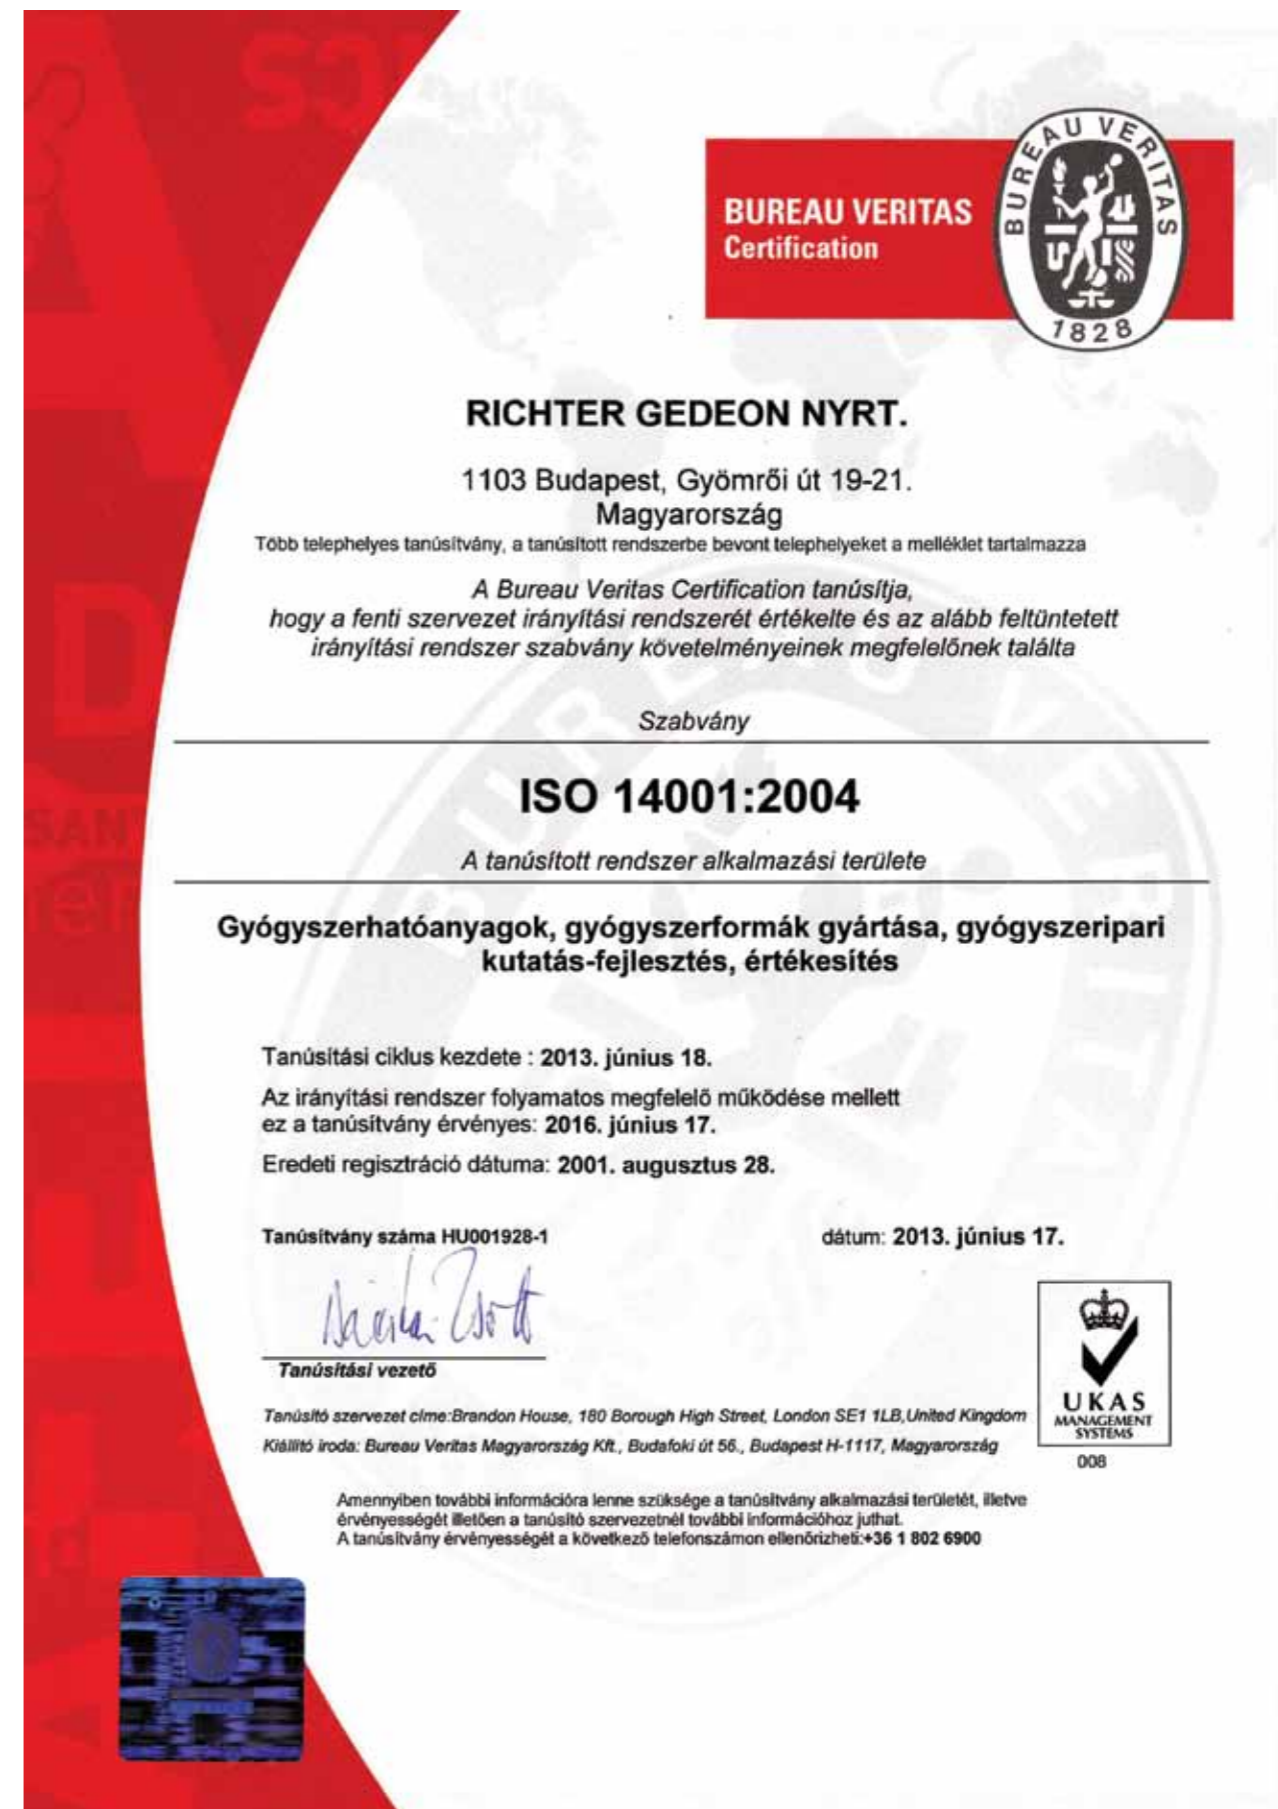 BUREAU VERITAS
Certification
BUREAU VERITAS
1828
RICHTER GEDEON NYRT.
1103 Budapest, Gyömrői út 19-21.
Magyarország
Több telephelyes tanúsítvány, a tanúsított rendszerbe bevont telephelyeket a melléklet tartalmazza
A Bureau Veritas Certification tanúsítja,
hogy a fenti szervezet irányítási rendszerét értékelte és az alább feltüntetett
irányítási rendszer szabvány követelményeinek megfelelőnek találta
Szabvány
ISO 14001:2004
A tanúsított rendszer alkalmazási területe
Gyógyszerhatóanyagok, gyógyszerformák gyártása, gyógyszeripari
kutatás-fejlesztés, értékesítés
Tanúsítási ciklus kezdete : 2013. június 18.
Az irányítási rendszer folyamatos megfelelő működése mellett
ez a tanúsítvány érvényes: 2016. június 17.
Eredeti regisztráció dátuma: 2001. augusztus 28.
Tanúsítvány száma HU001928-1
dátum: 2013. június 17.
Tanúsítási vezető
Tanúsító szervezet címe:Brandon House, 180 Borough High Street, London SE1 1LB,United Kingdom
Kiállító iroda: Bureau Veritas Magyarország Kft., Budafoki út 56., Budapest H-1117, Magyarország
UKAS
MANAGEMENT
SYSTEMS
008
Amennyiben további információra lenne szüksége a tanúsítvány alkalmazási területét, illetve
érvényességét illetően a tanúsító szervezetnél további információhoz juthat.
A tanúsítvány érvényességét a következő telefonszámon ellenőrizheti:+36 1 802 6900